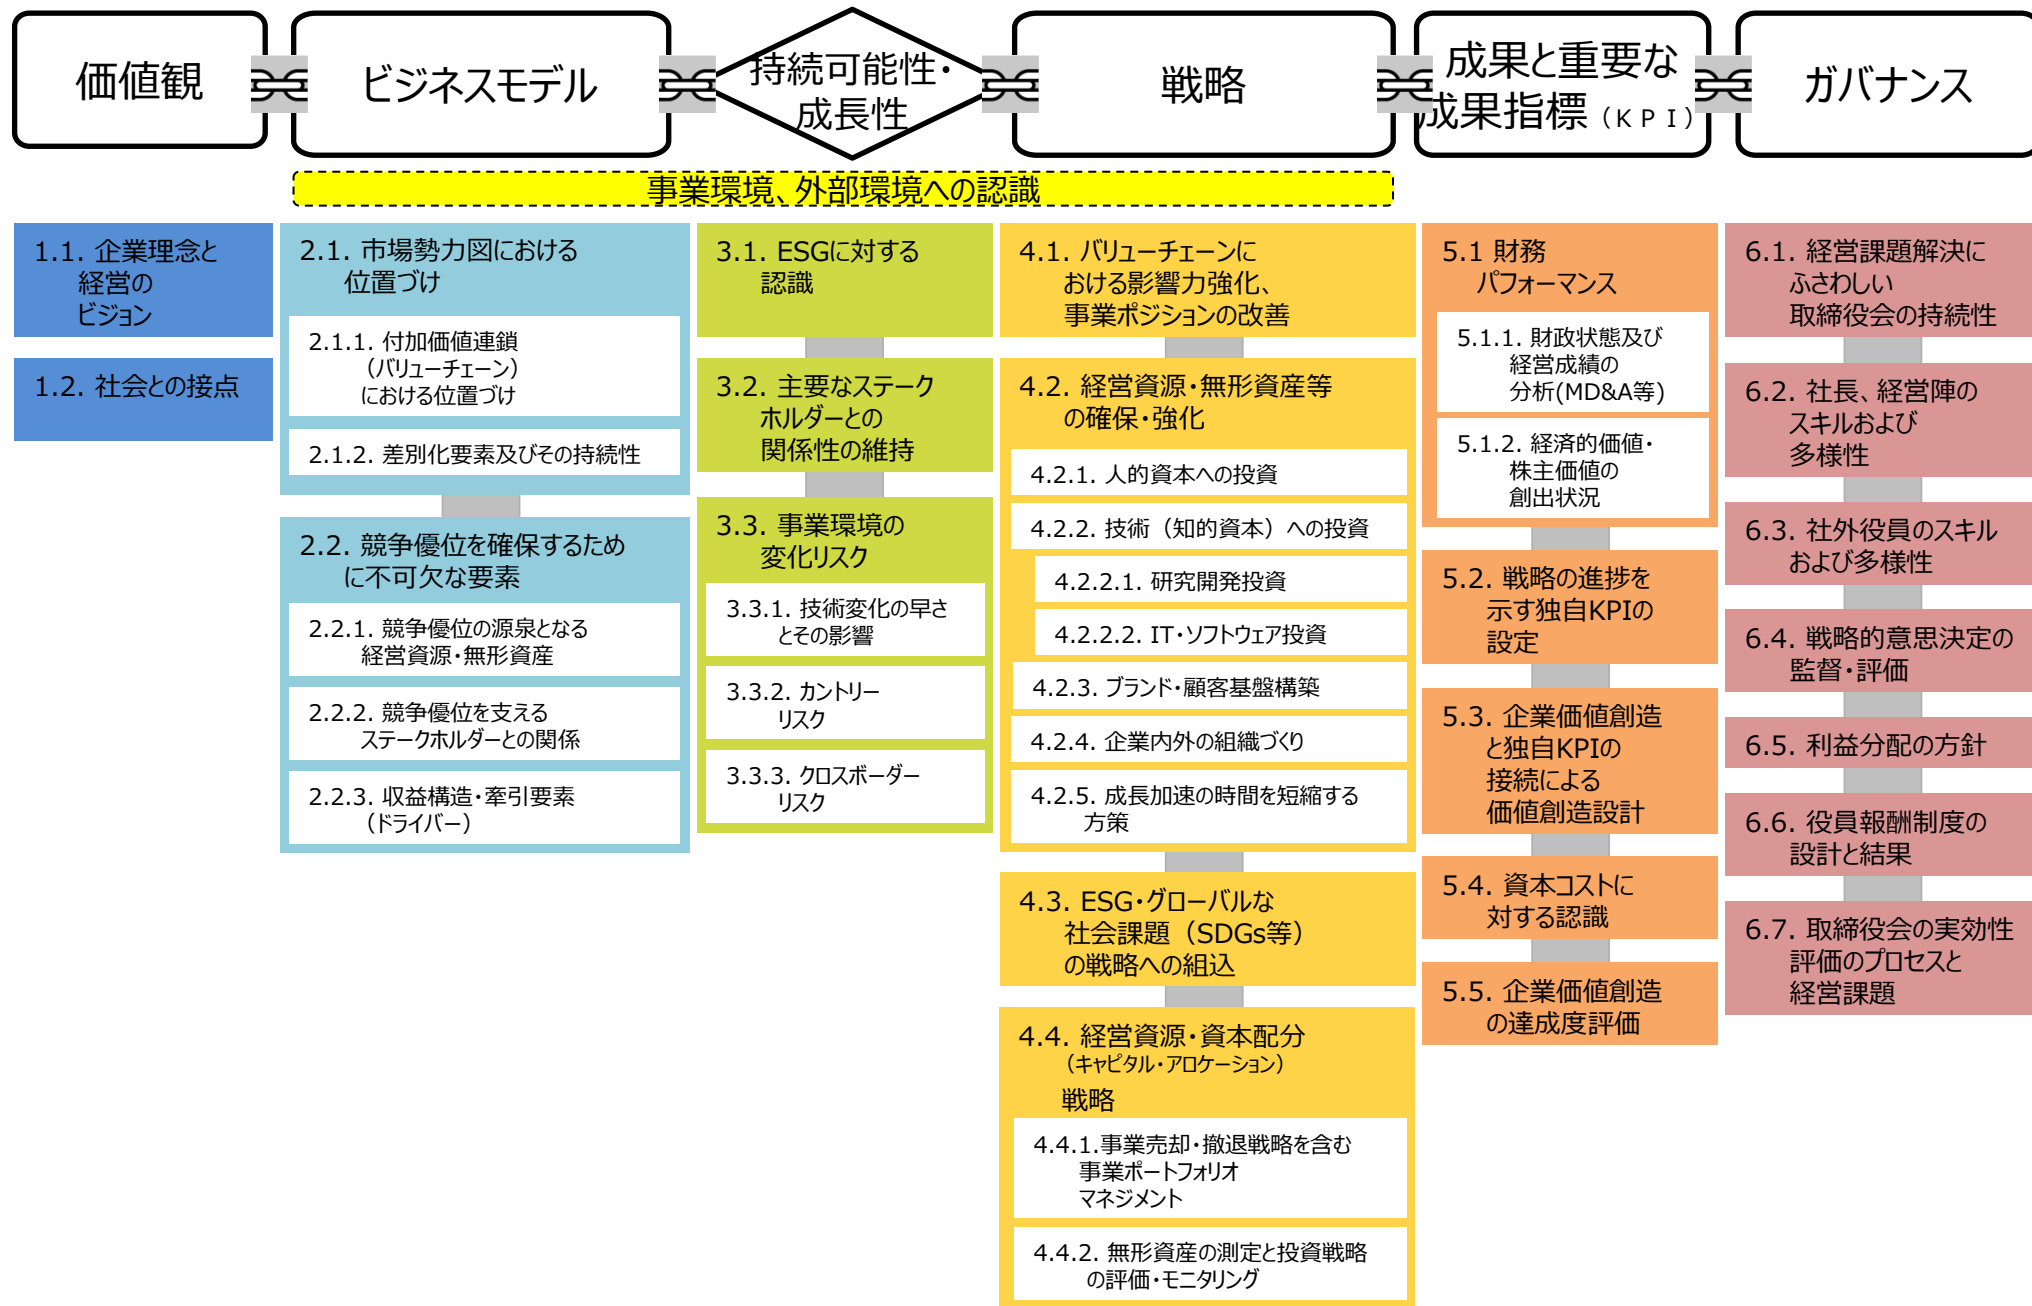 価値観
ビジネスモデル
持続可能性・
成長性
戦略
成果と重要な
成果指標（ＫＰＩ）
ガバナンス
事業環境、外部環境への認識
1.1. 企業理念と
経営の
ビジョン
1.2. 社会との接点
2.1. 市場勢力図における
位置づけ
2.1.1. 付加価値連鎖
（バリューチェーン）
における位置づけ
2.1.2. 差別化要素及びその持続性
2.2. 競争優位を確保するため
に不可欠な要素
2.2.1. 競争優位の源泉となる
経営資源・無形資産
2.2.2. 競争優位を支える
ステークホルダーとの関係
2.2.3. 収益構造・牽引要素
（ドライバー）
3.1. ESGに対する
認識
3.2. 主要なステーク
ホルダーとの
関係性の維持
3.3. 事業環境の
変化リスク
3.3.1. 技術変化の早さ
とその影響
3.3.2. カントリー
リスク
3.3.3. クロスボーダー
リスク
4.1. バリューチェーンに
おける影響力強化、
事業ポジションの改善
4.2. 経営資源・無形資産等
の確保・強化
4.2.1. 人的資本への投資
4.2.2. 技術（知的資本）への投資
4.2.2.1. 研究開発投資
4.2.2.2. IT・ソフトウェア投資
4.2.3. ブランド・顧客基盤構築
4.2.4. 企業内外の組織づくり
4.2.5. 成長加速の時間を短縮する
方策
4.3. ESG・グローバルな
社会課題（SDGs等）
の戦略への組込
4.4. 経営資源・資本配分
（キャピタル・アロケーション）
戦略
4.4.1.事業売却・撤退戦略を含む
事業ポートフォリオ
マネジメント
4.4.2. 無形資産の測定と投資戦略
の評価・モニタリング
5.1 財務
パフォーマンス
5.1.1. 財政状態及び
経営成績の
分析(MD&A等)
5.1.2. 経済的価値・
株主価値の
創出状況
5.2. 戦略の進捗を
示す独自KPIの
設定
5.3. 企業価値創造
と独自KPIの
接続による
価値創造設計
5.4. 資本コストに
対する認識
5.5. 企業価値創造
の達成度評価
6.1. 経営課題解決に
ふさわしい
取締役会の持続性
6.2. 社長、経営陣の
スキルおよび
多様性
6.3. 社外役員のスキル
および多様性
6.4. 戦略的意思決定の
監督・評価
6.5. 利益分配の方針
6.6. 役員報酬制度の
設計と結果
6.7. 取締役会の実効性
評価のプロセスと
経営課題